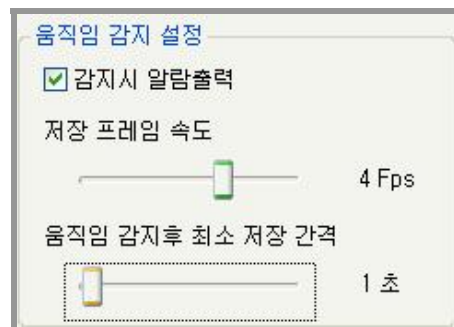 움직임 감지 설정
감지시 알람출력
저장 프레임 속도
4 Fps
움직임 감지후 최소 저장 간격
1 초